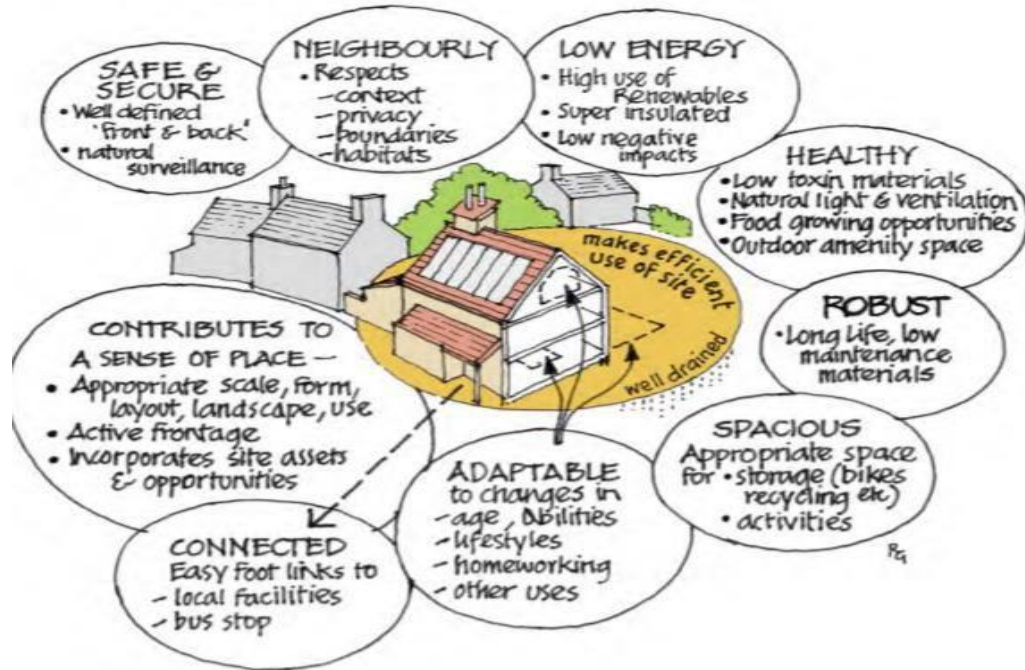 SAFE &
SECURE
• Well defined
'front & back'
• natural
surveillance
NEIGHBOURLY
• Respects
– context
– privacy
– boundaries
– habitats
LOW ENERGY
• High use of
Renewables
• Super insulated
• Low negative
impacts
HEALTHY
• Low toxin materials
• Natural light & ventilation
• Food growing opportunities
• Outdoor amenity space
ROBUST
• Long life, low
maintenance
materials
SPACIOUS
Appropriate space
for • storage (bikes
recycling etc)
• activities
ADAPTABLE
to changes in
– age, abilities
– lifestyles
– homeworking
– other uses
CONNECTED
Easy foot links to
– local facilities
– bus stop
CONTRIBUTES TO
A SENSE OF PLACE –
• Appropriate scale, form,
layout, landscape, use
• Active frontage
• Incorporates site assets
& opportunities
makes efficient
use of site
well drained